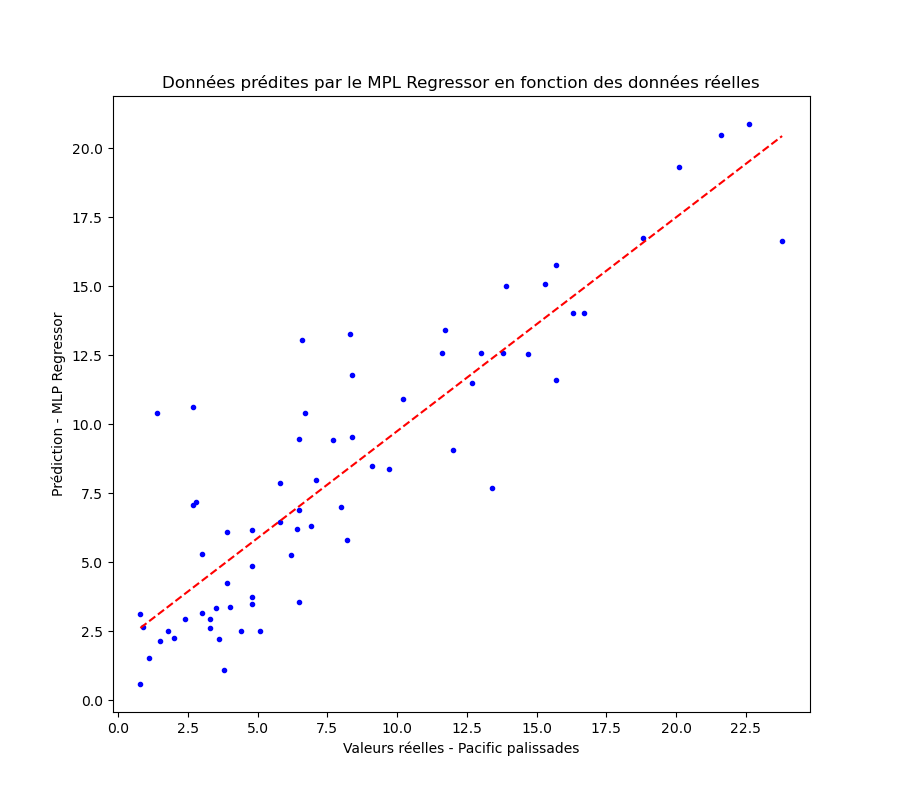 Données prédites par le MPL Regressor en fonction des données réelles
20.0
17.5
15.0
12.5
10.0
7.5
5.0
2.5
0.0
Prédiction - MLP Regressor
0.0 2.5 5.0 7.5 10.0 12.5 15.0 17.5 20.0 22.5
Valeurs réelles - Pacific palissades